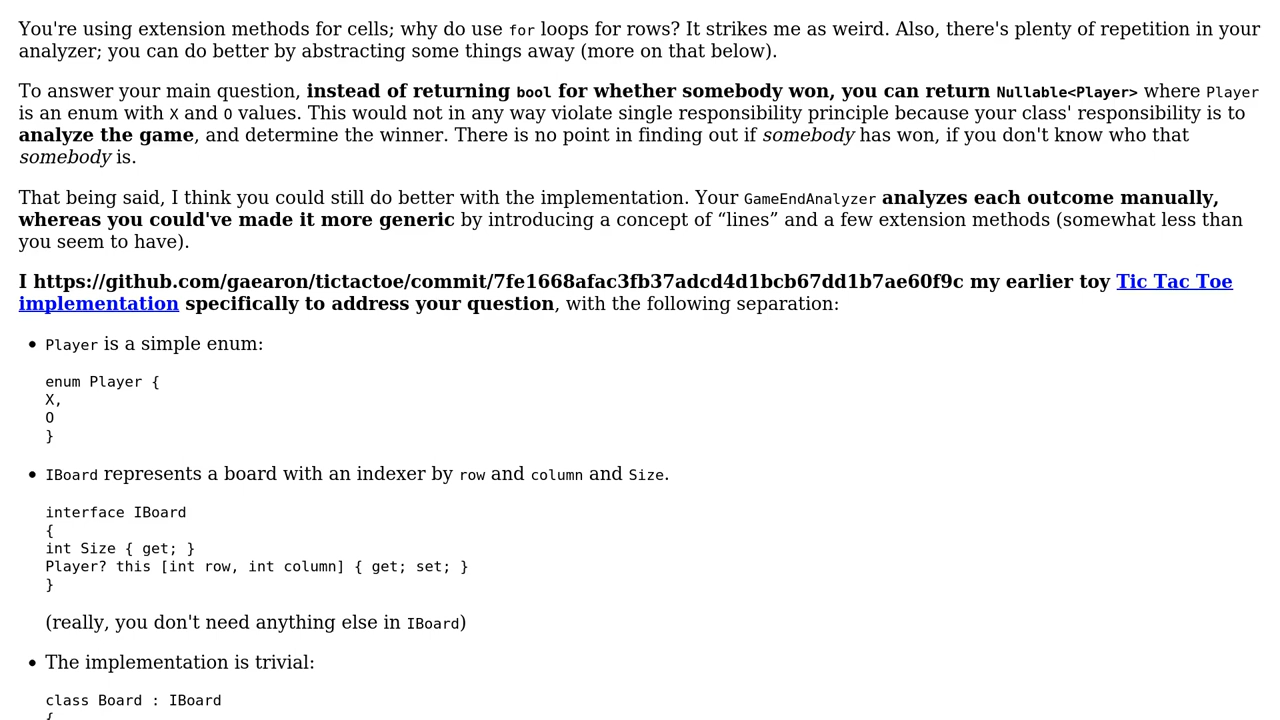 You're using extension methods for cells; why do use for loops for rows? It strikes me as weird. Also, there's plenty of repetition in your
analyzer; you can do better by abstracting some things away (more on that below).
To answer your main question, instead of returning bool for whether somebody won, you can return Nullable<Player> where Player
is an enum with X and O values. This would not in any way violate single responsibility principle because your class' responsibility is to
analyze the game, and determine the winner. There is no point in finding out if somebody has won, if you don't know who that
somebody is.
That being said, I think you could still do better with the implementation. Your GameEndAnalyzer analyzes each outcome manually,
whereas you could've made it more generic by introducing a concept of “lines” and a few extension methods (somewhat less than
you seem to have).
I https://github.com/gaearon/tictactoe/commit/7fe1668afac3fb37adcd4d1bcb67dd1b7ae60f9c my earlier toy Tic Tac Toe
implementation specifically to address your question, with the following separation:
• Player is a simple enum:
enum Player {
X,
O
}
• IBoard represents a board with an indexer by row and column and Size.
interface IBoard
{
int Size { get; }
Player? this [int row, int column] { get; set; }
}
(really, you don't need anything else in IBoard)
• The implementation is trivial:
class Board : IBoard
{